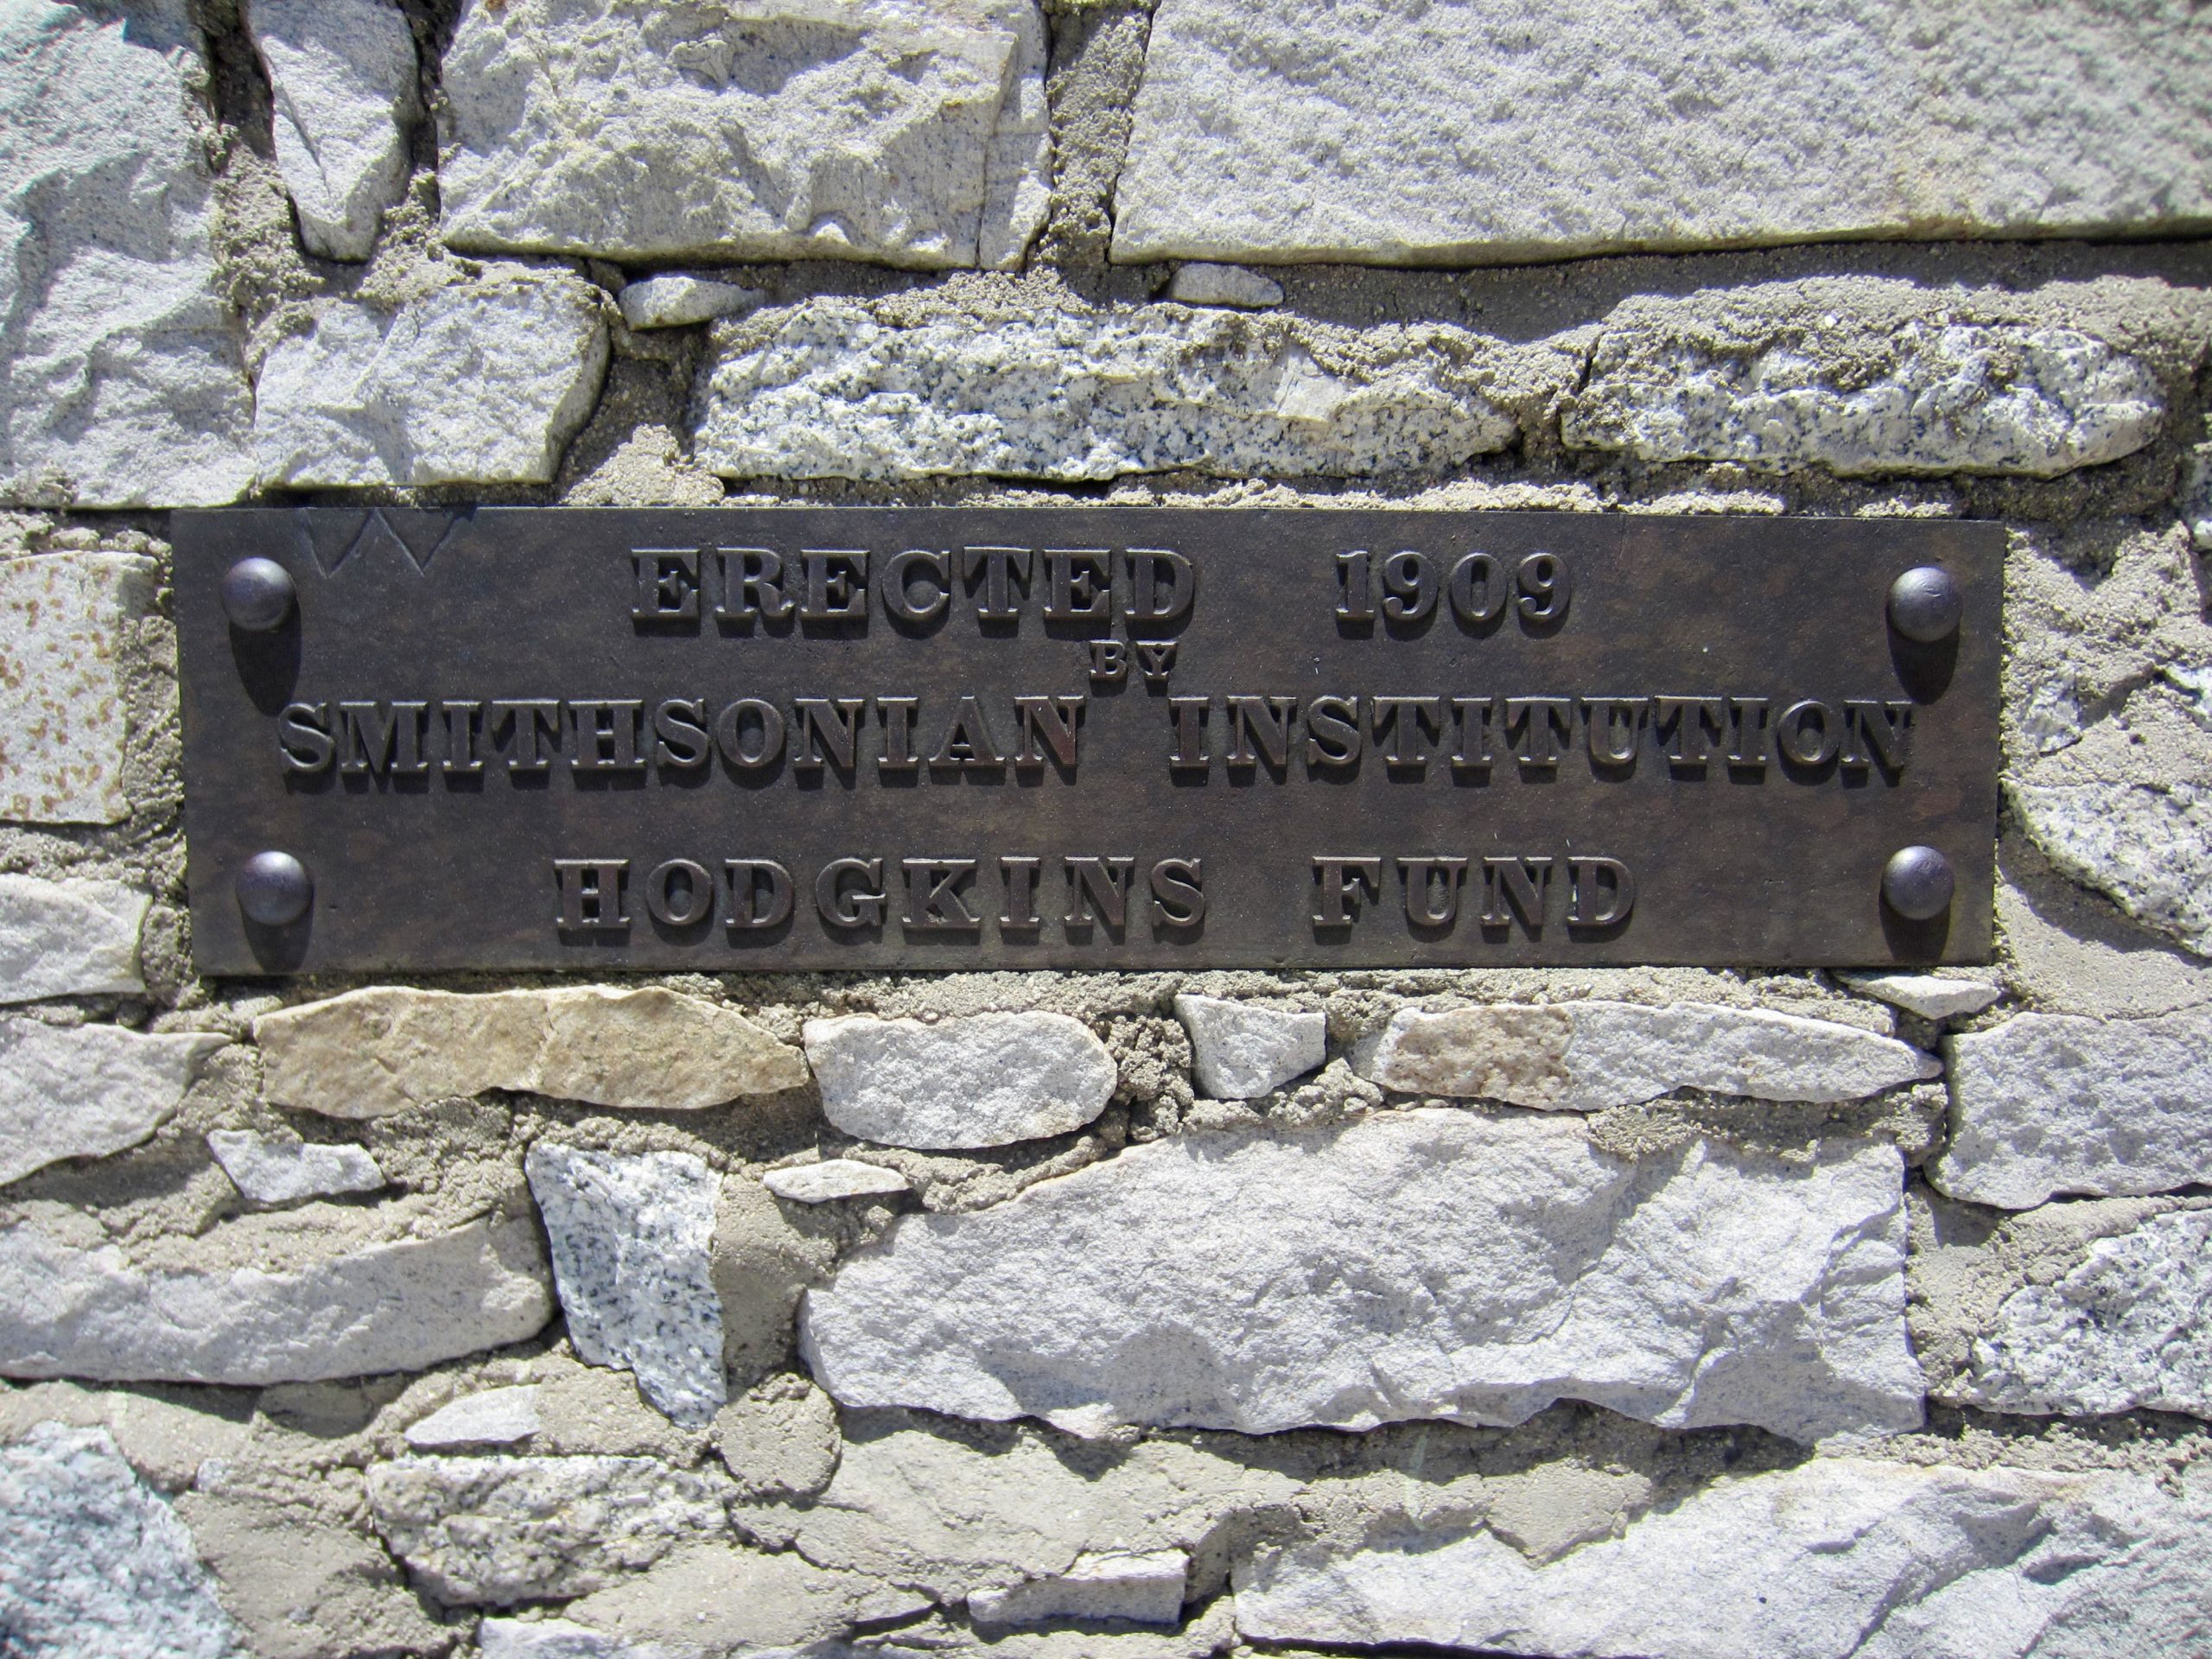 ERECTED 1909
BY
SMITHSONIAN INSTITUTION
HODGKINS FUND